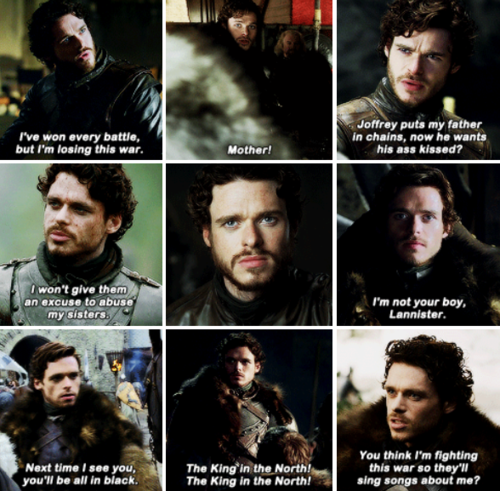 I've won every battle,
but I'm losing this war.
Mother!
Joffrey puts my father
in chains, now he wants
his ass kissed?
I won't give them
an excuse to abuse
my sisters.
I'm not your boy,
Lannister.
Next time I see you,
you'll be all in black.
The King in the North!
The King in the North!
You think I'm fighting
this war so they'll
sing songs about me?